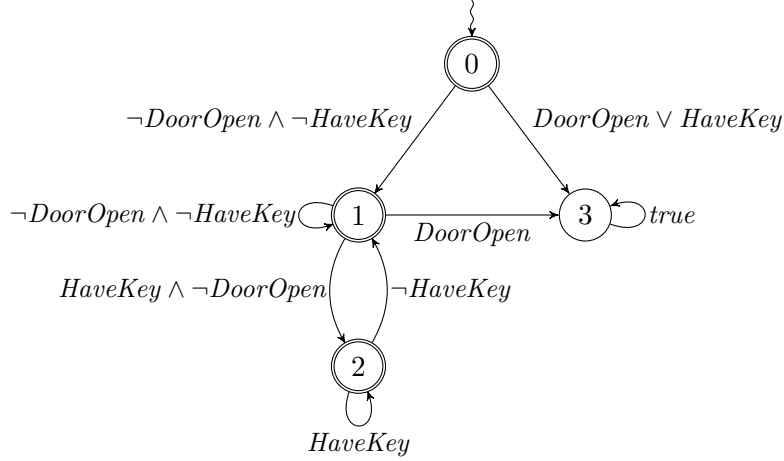 0
¬DoorOpen ∧ ¬HaveKey
DoorOpen ∨ HaveKey
¬DoorOpen ∧ ¬HaveKey
1
3
true
DoorOpen
HaveKey ∧ ¬DoorOpen
¬HaveKey
2
HaveKey